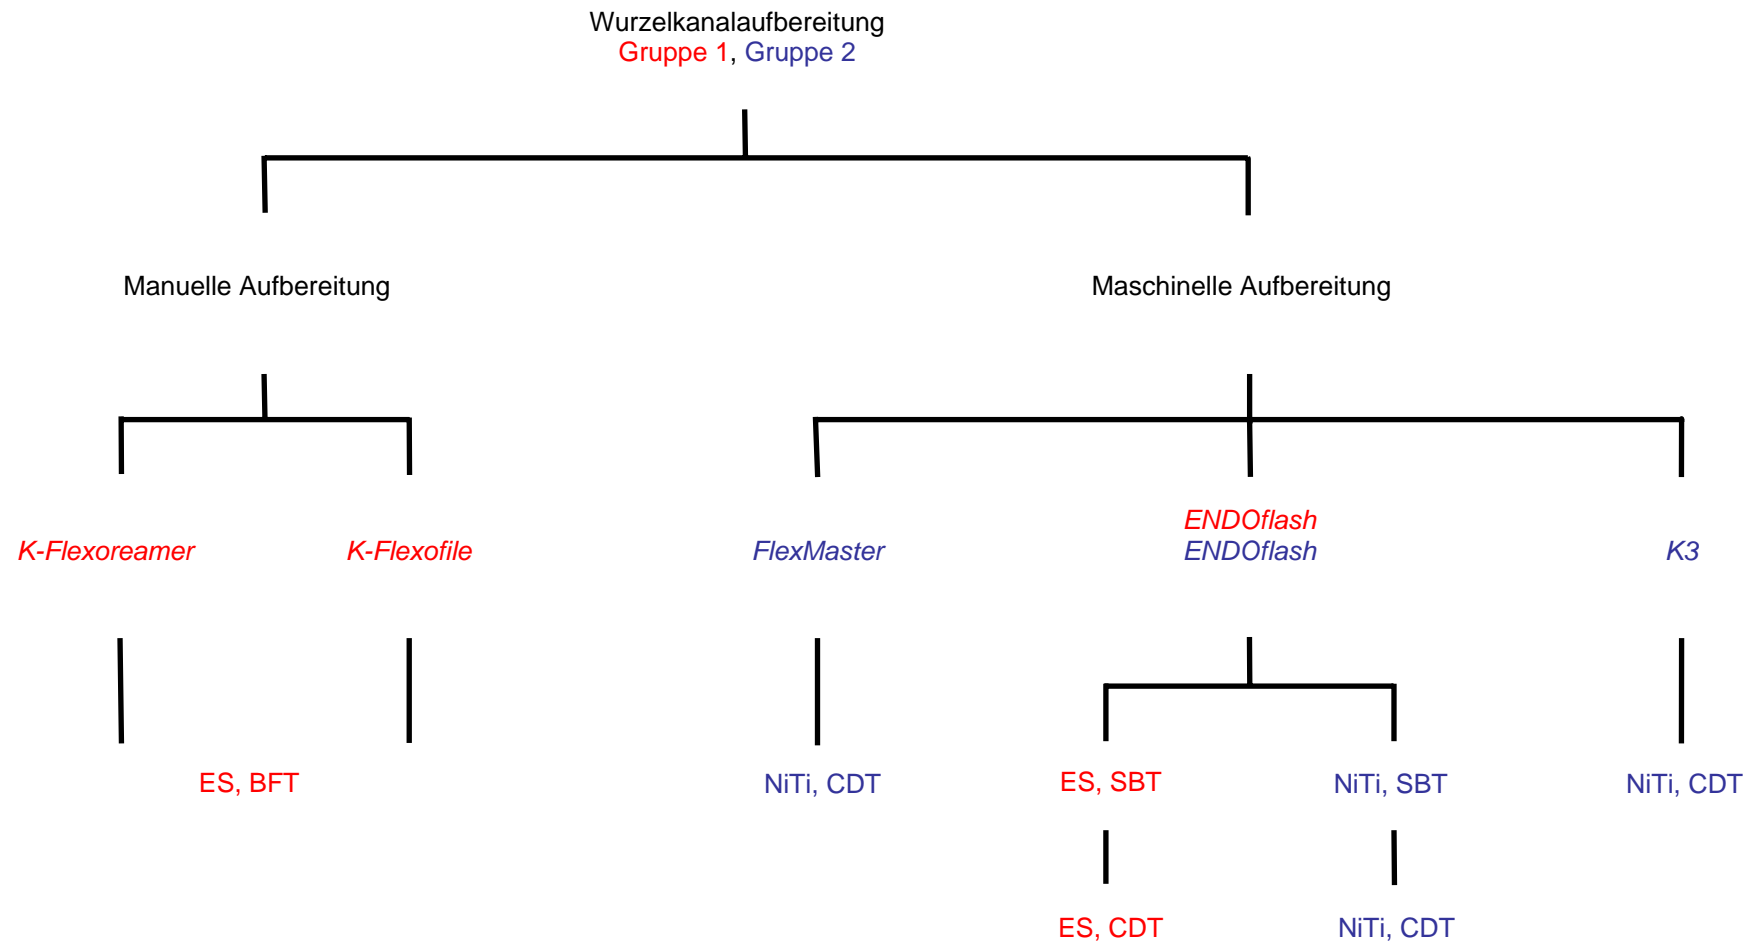 Wurzelkanalaufbereitung
Gruppe 1, Gruppe 2
Manuelle Aufbereitung
Maschinelle Aufbereitung
K-Flexoreamer
K-Flexofile
FlexMaster
ENDOflash
ENDOflash
K3
ES, BFT
NiTi, CDT
ES, SBT
NiTi, SBT
NiTi, CDT
ES, CDT
NiTi, CDT